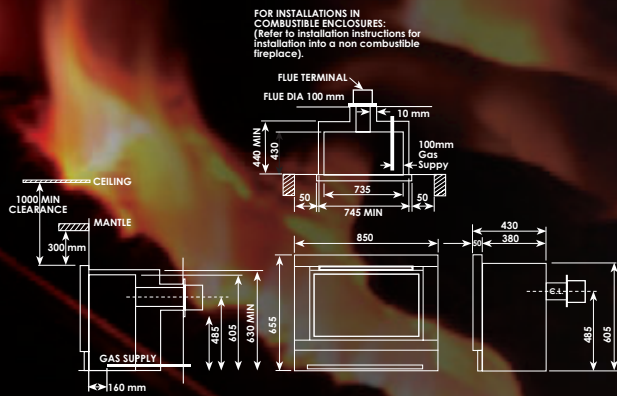 FOR INSTALLATIONS IN
COMBUSTIBLE ENCLOSURES:
(Refer to installation instructions for
installation into a non combustible
fireplace).
FLUE TERMINAL
FLUE DIA 100 mm
10 mm
440 MIN
430
100mm
Gas
Suppy
735
50
50
745 MIN
CEILING
1000 MIN
CLEARANCE
MANTLE
300 mm
485
605
630 MIN
GAS SUPPLY
160 mm
850
655
430
50
380
C.L
485
605